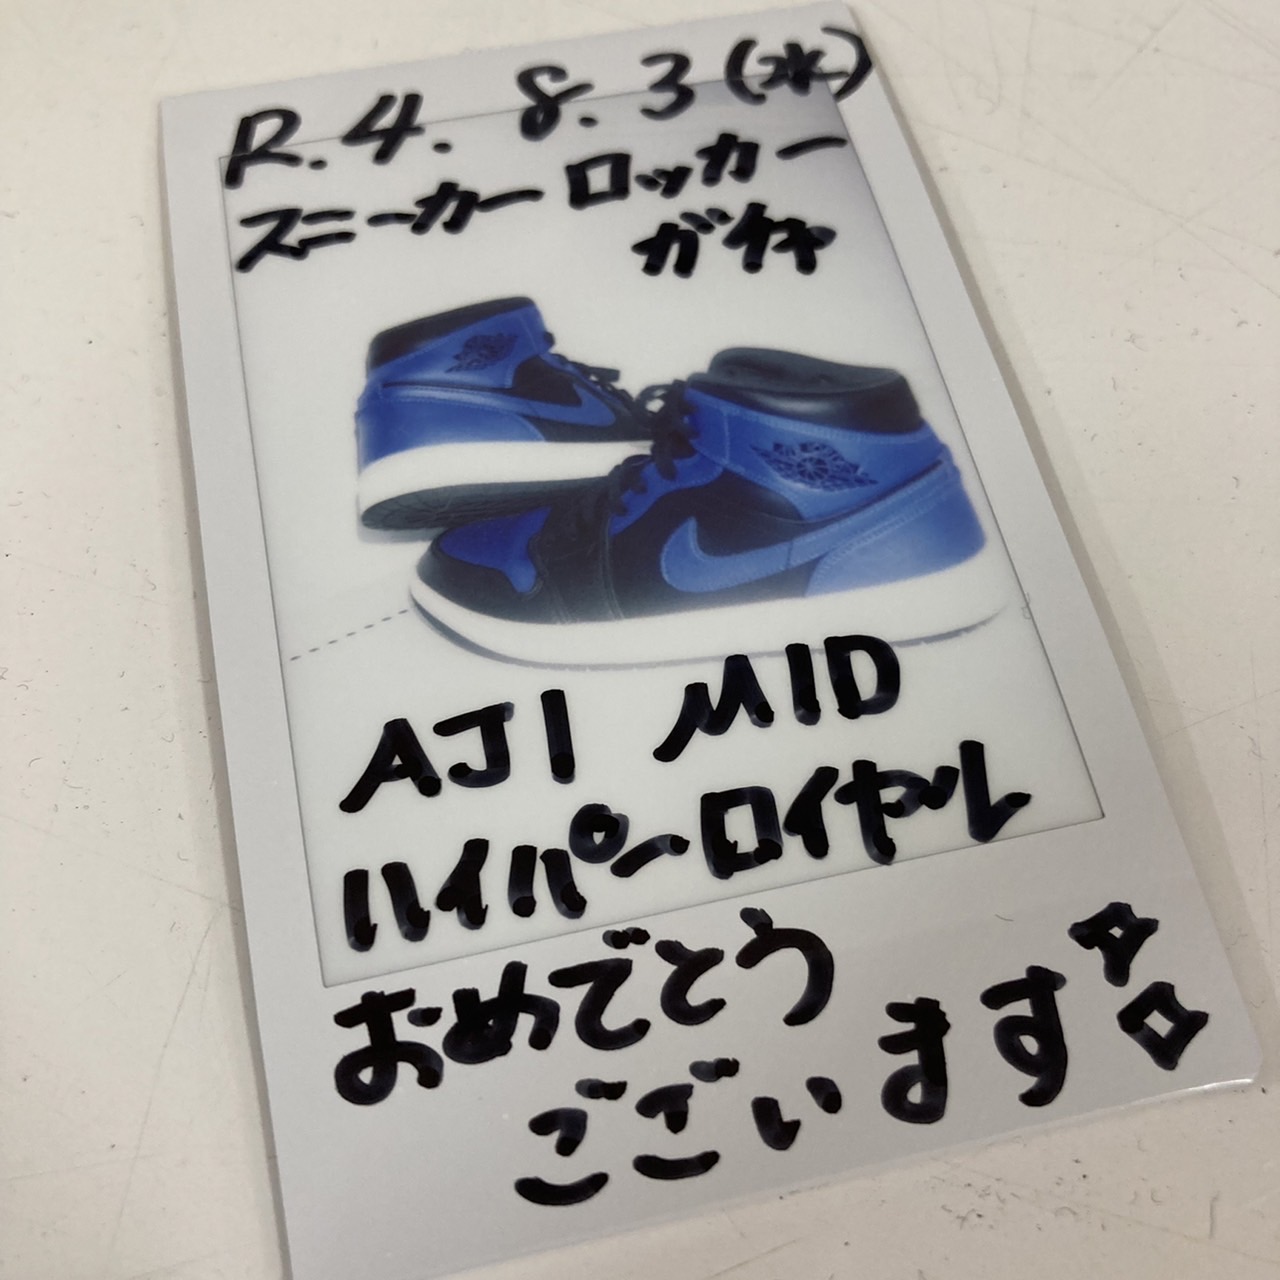 R.4. 8. 3 (水)
スニーカーロッカー
ガチャ
AJ1 MID
ハイパーロイヤル
おめでとう
ございます